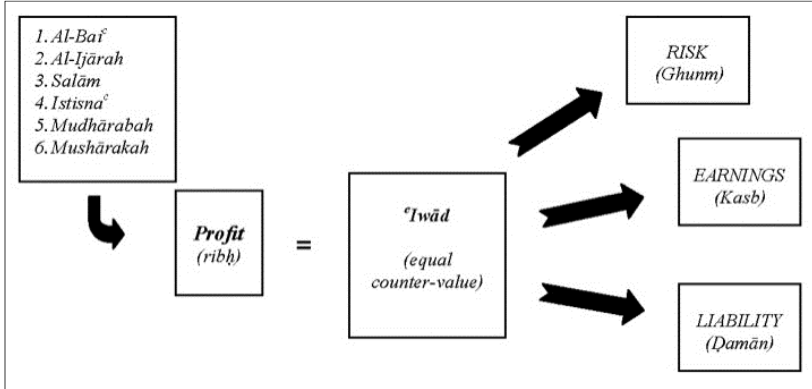 1. Al-Baiᶜ
2. Al-Ijārah
3. Salām
4. Istisnaᶜ
5. Mudhārabah
6. Mushārakah
Profit
(ribḥ)
=
ᶜIwāḍ
(equal
counter-value)
RISK
(Ghunm)
EARNINGS
(Kasb)
LIABILITY
(Ḍamān)